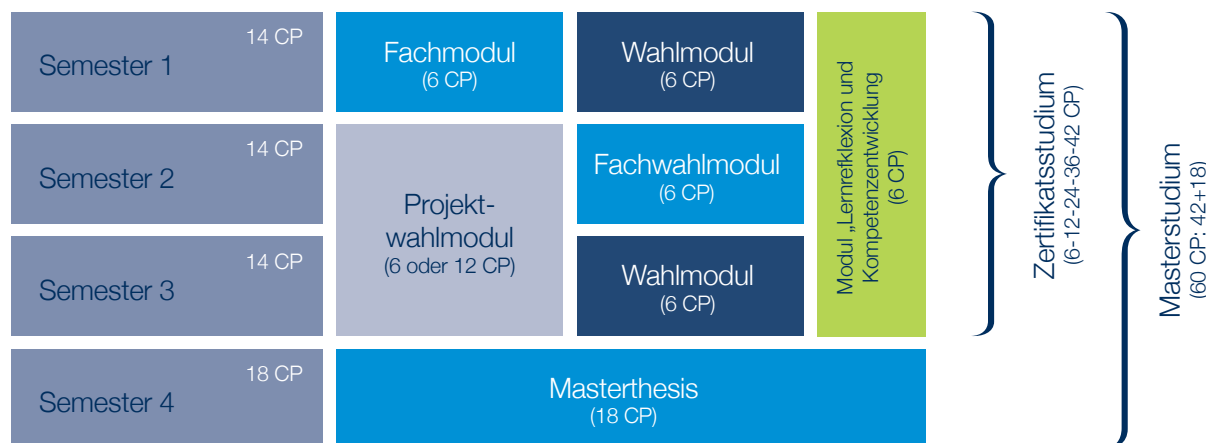 14 CP
Semester 1
Fachmodul
(6 CP)
Wahlmodul
(6 CP)
14 CP
Semester 2
Projekt-
wahlmodul
(6 oder 12 CP)
Fachwahlmodul
(6 CP)
14 CP
Semester 3
Wahlmodul
(6 CP)
Modul „Lernrefklexion und
Kompetenzentwicklung
(6 CP)
18 CP
Semester 4
Masterthesis
(18 CP)
Zertifikatsstudium
(6-12-24-36-42 CP)
Masterstudium
(60 CP: 42+18)